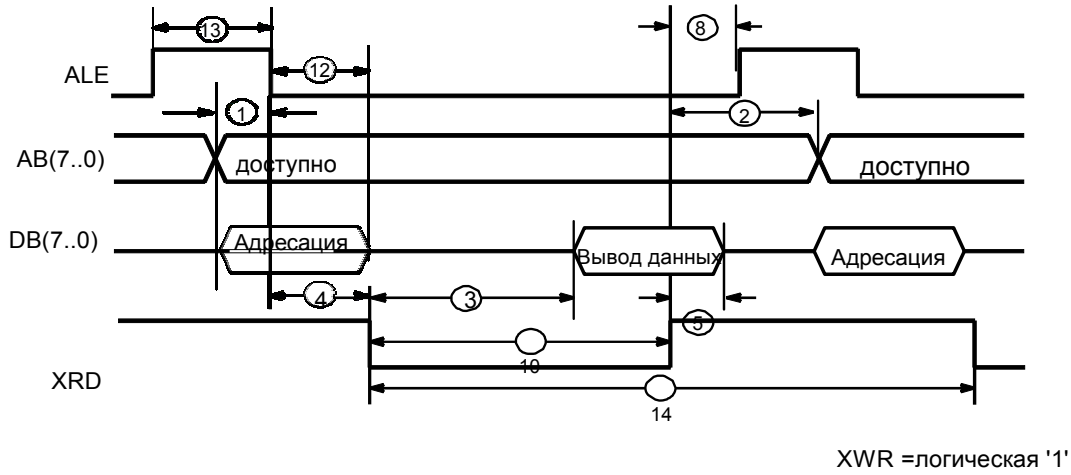 13
8
ALE
12
1
2
AB(7..0)
доступно
доступно
DB(7..0)
Адресация
Вывод данных
Адресация
4
3
5
10
XRD
14
XWR =логическая '1'